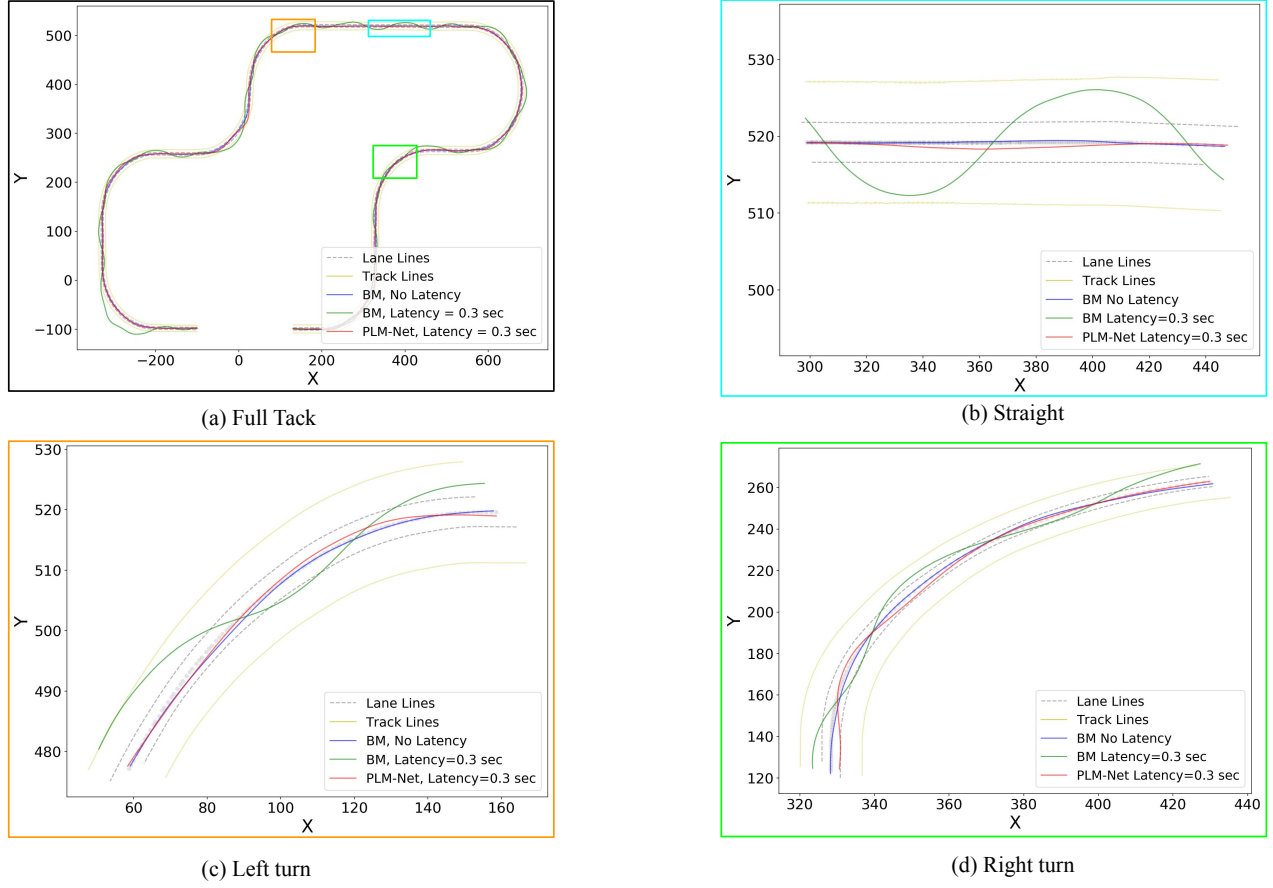 500
400
300
200
100
0
−100
−200
0
200
400
600
X
Y
Lane Lines
Track Lines
BM, No Latency
BM, Latency = 0.3 sec
PLM-Net, Latency = 0.3 sec
(a) Full Tack
530
520
510
500
300
320
340
360
380
400
420
440
X
Y
Lane Lines
Track Lines
BM No Latency
BM Latency=0.3 sec
PLM-Net Latency=0.3 sec
(b) Straight
530
520
510
500
490
480
60
80
100
120
140
160
X
Y
Lane Lines
Track Lines
BM, No Latency
BM, Latency=0.3 sec
PLM-Net, Latency=0.3 sec
(c) Left turn
260
240
220
200
180
160
140
120
320
340
360
380
400
420
440
X
Y
Lane Lines
Track Lines
BM No Latency
BM Latency=0.3 sec
PLM-Net Latency=0.3 sec
(d) Right turn